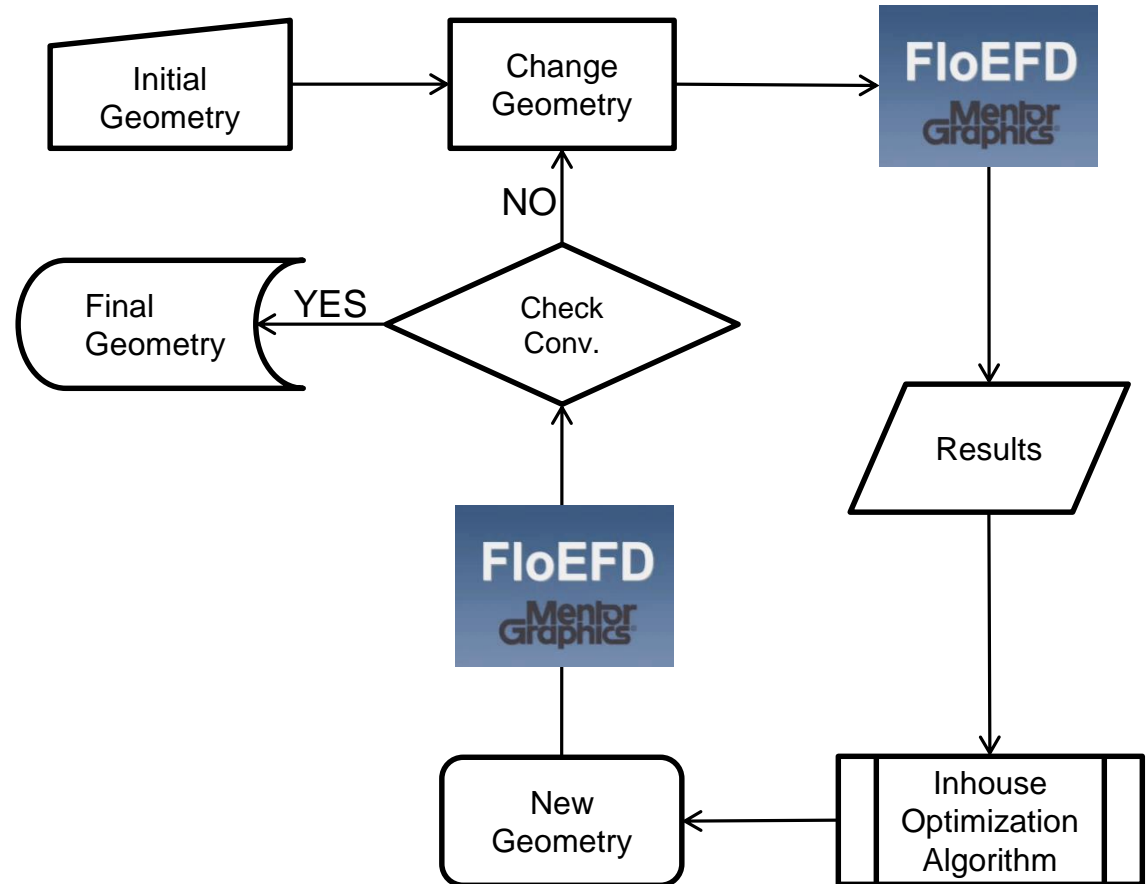 Initial
Geometry
Change
Geometry
FloEFD
Mentor
Graphics®
NO
Final
Geometry
YES
Check
Conv.
Results
FloEFD
Mentor
Graphics®
New
Geometry
Inhouse
Optimization
Algorithm